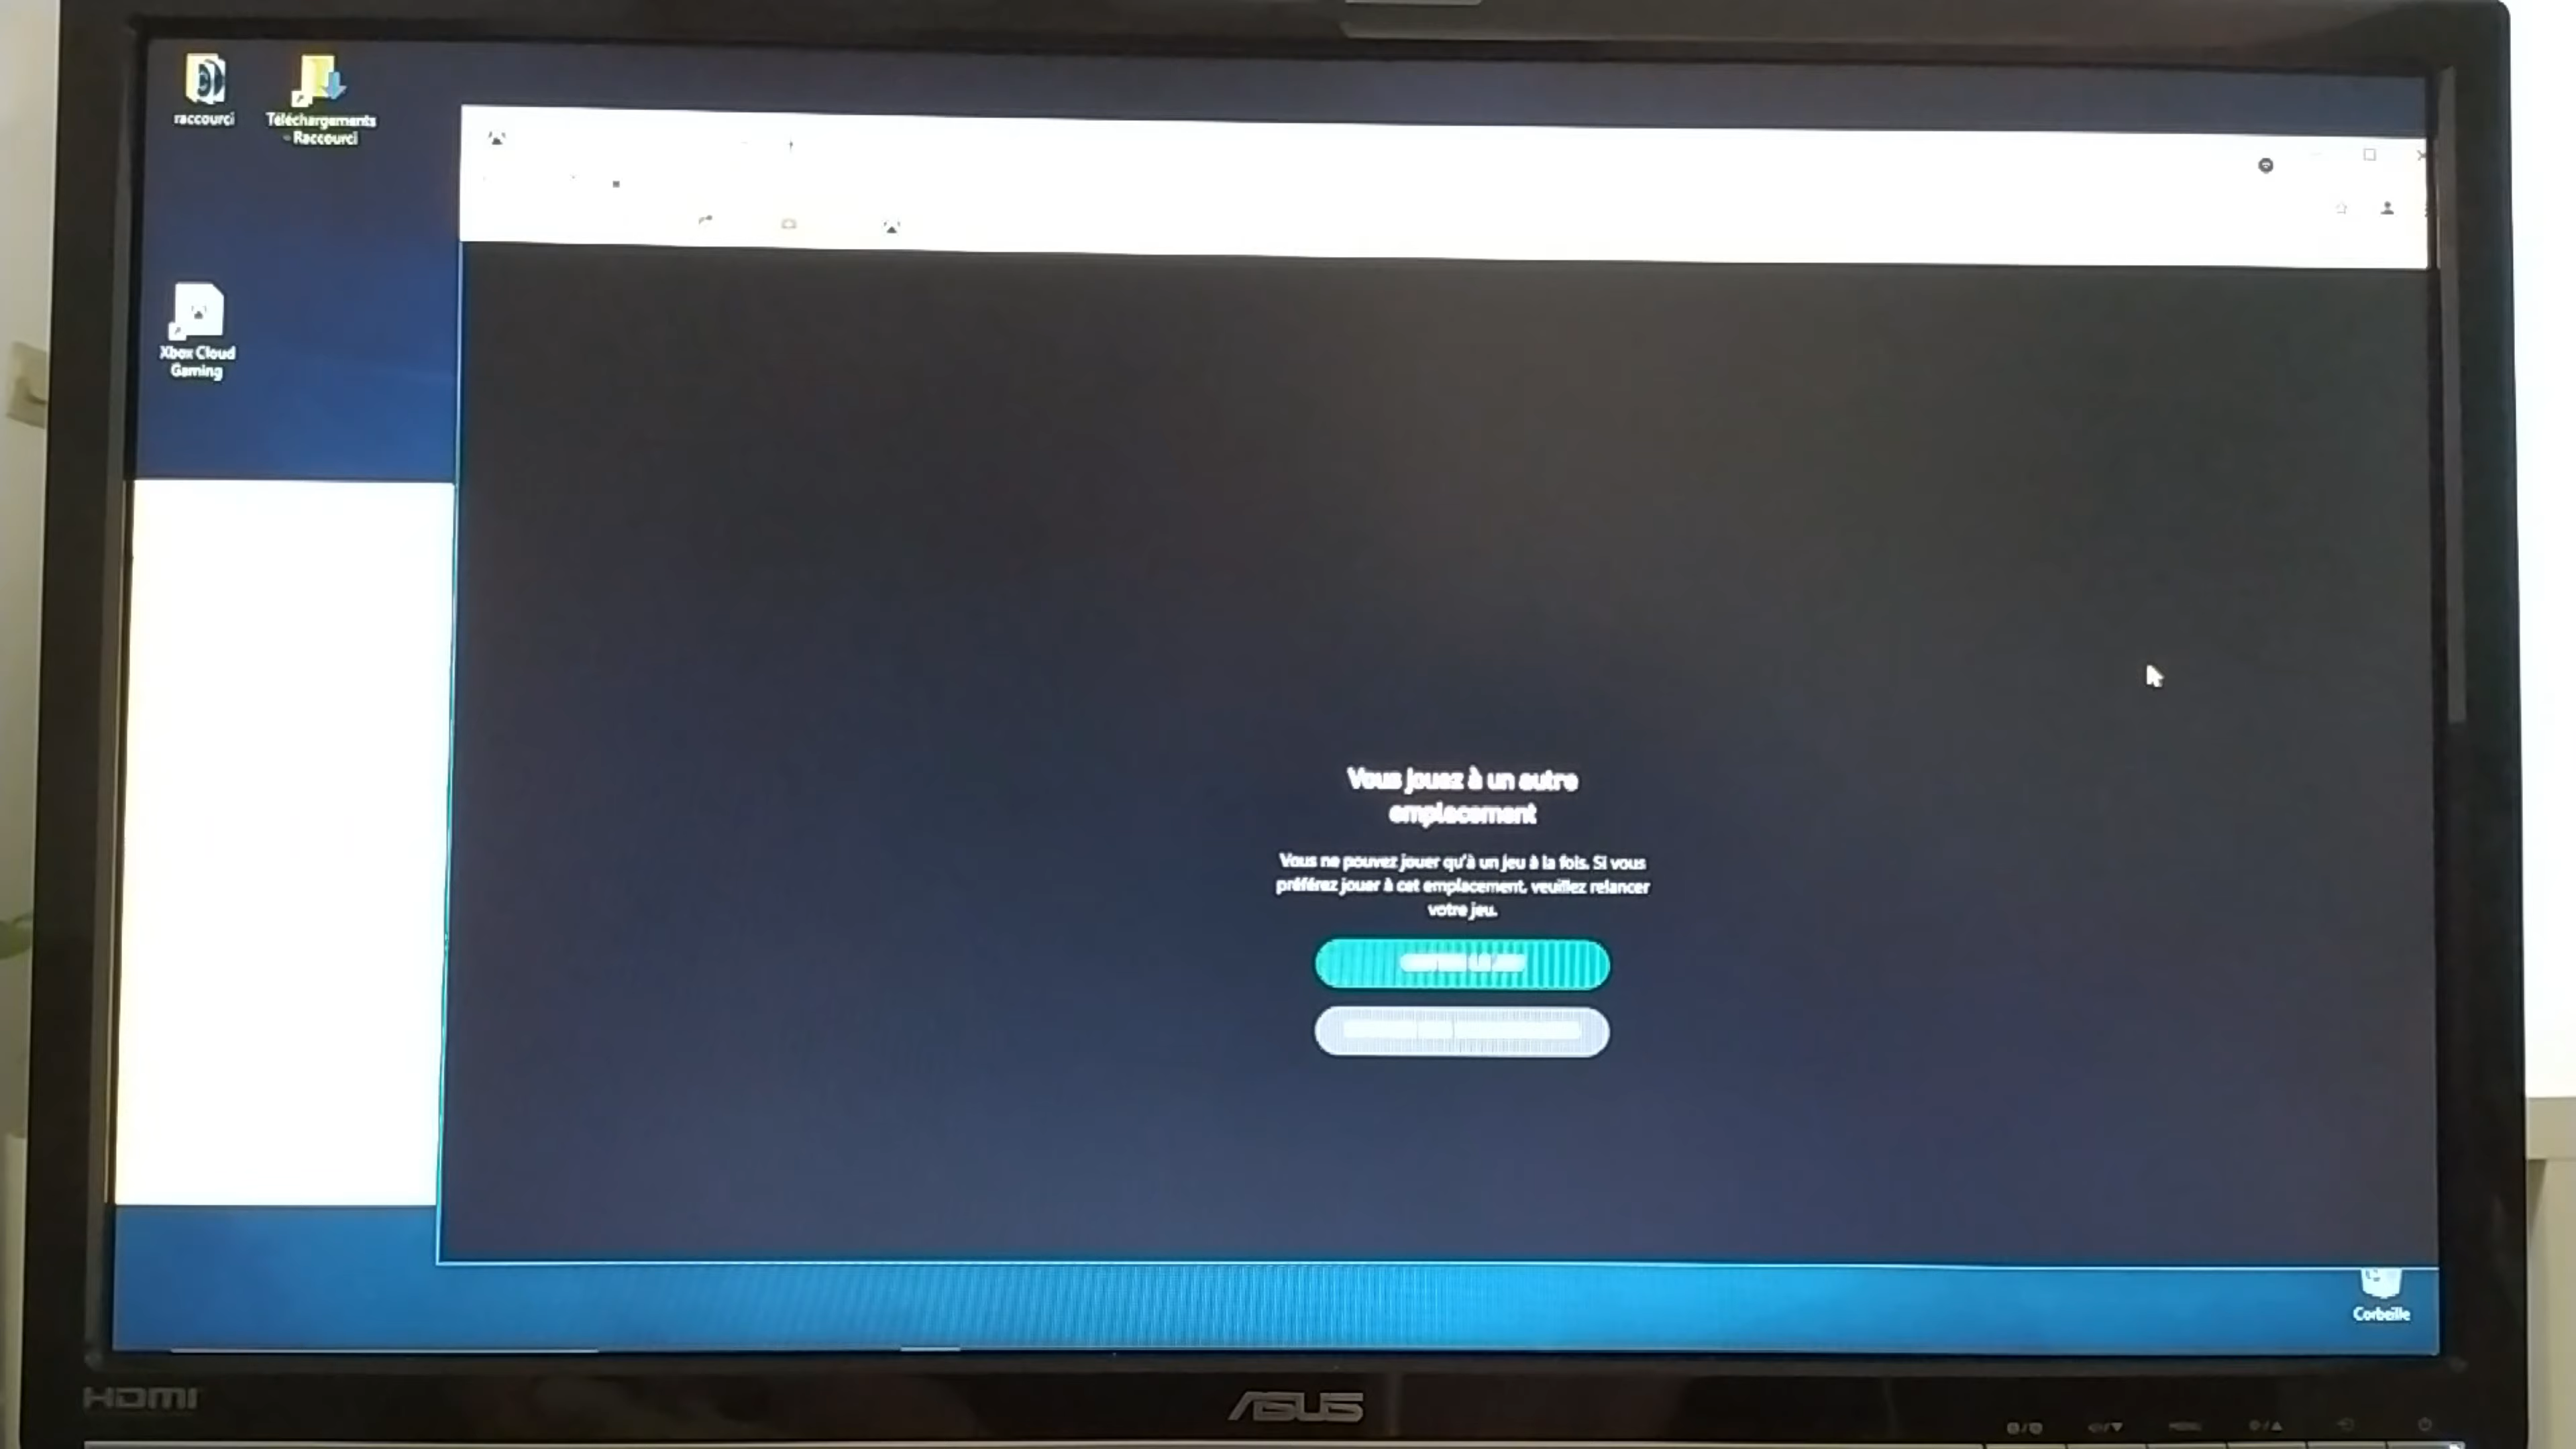 raccourci
Téléchargements
- Raccourci
Xbox Cloud
Gaming
Vous jouez à un autre
emplacement
Vous ne pouvez jouer qu'à un jeu à la fois. Si vous
préférez jouer à cet emplacement, veuillez relancer
votre jeu.
Corbeille
HDMI
ASUS
MENU